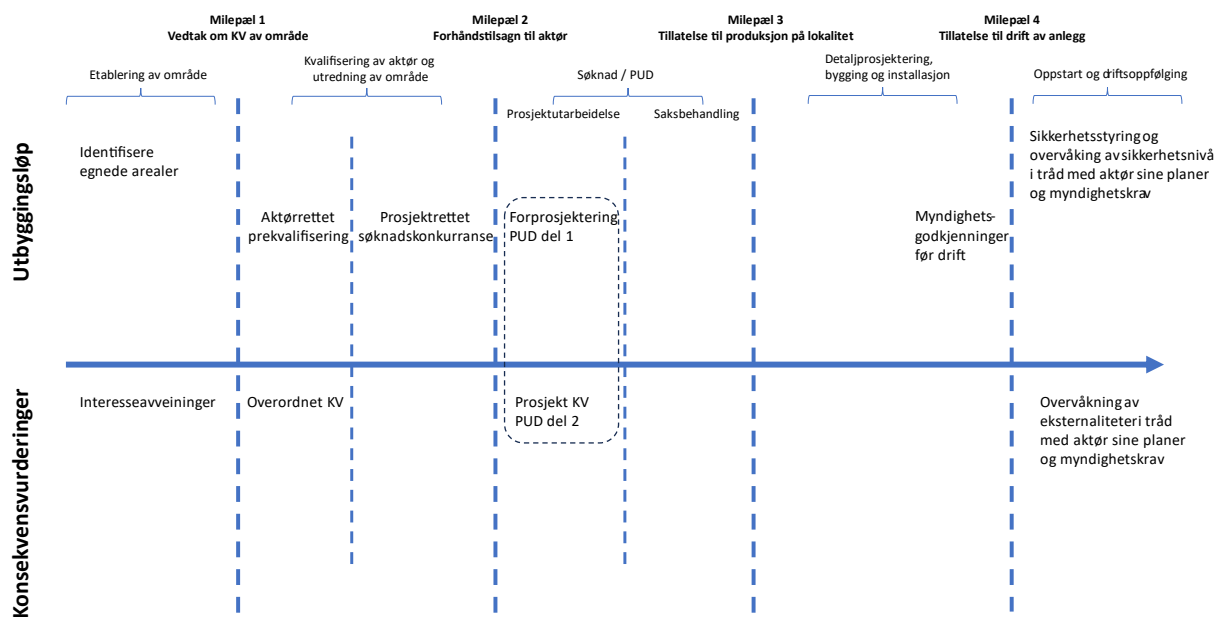 Milepæl 1
Vedtak om KV av område
Milepæl 2
Forhåndstilsagn til aktør
Milepæl 3
Tillatelse til produksjon på lokalitet
Milepæl 4
Tillatelse til drift av anlegg
Etablering av område
Kvalifisering av aktør og
utredning av område
Søknad / PUD
Detaljprosjektering,
bygging og installasjon
Oppstart og driftsoppfølging
Prosjektutarbeidelse
Saksbehandling
Utbyggingsløp
Identifisere
egnede arealer
Aktørrettet
prekvalifisering
Prosjektrettet
søknadskonkurranse
Forprosjektering
PUD del 1
Myndighets-
godkjenninger
før drift
Sikkerhetsstyring og
overvåking av sikkerhetsnivå
i tråd med aktør sine planer
og myndighetskrav
Konsekvensvurderinger
Interesseavveininger
Overordnet KV
Prosjekt KV
PUD del 2
Overvåkning av
eksternaliteter i tråd
med aktør sine planer
og myndighetskrav